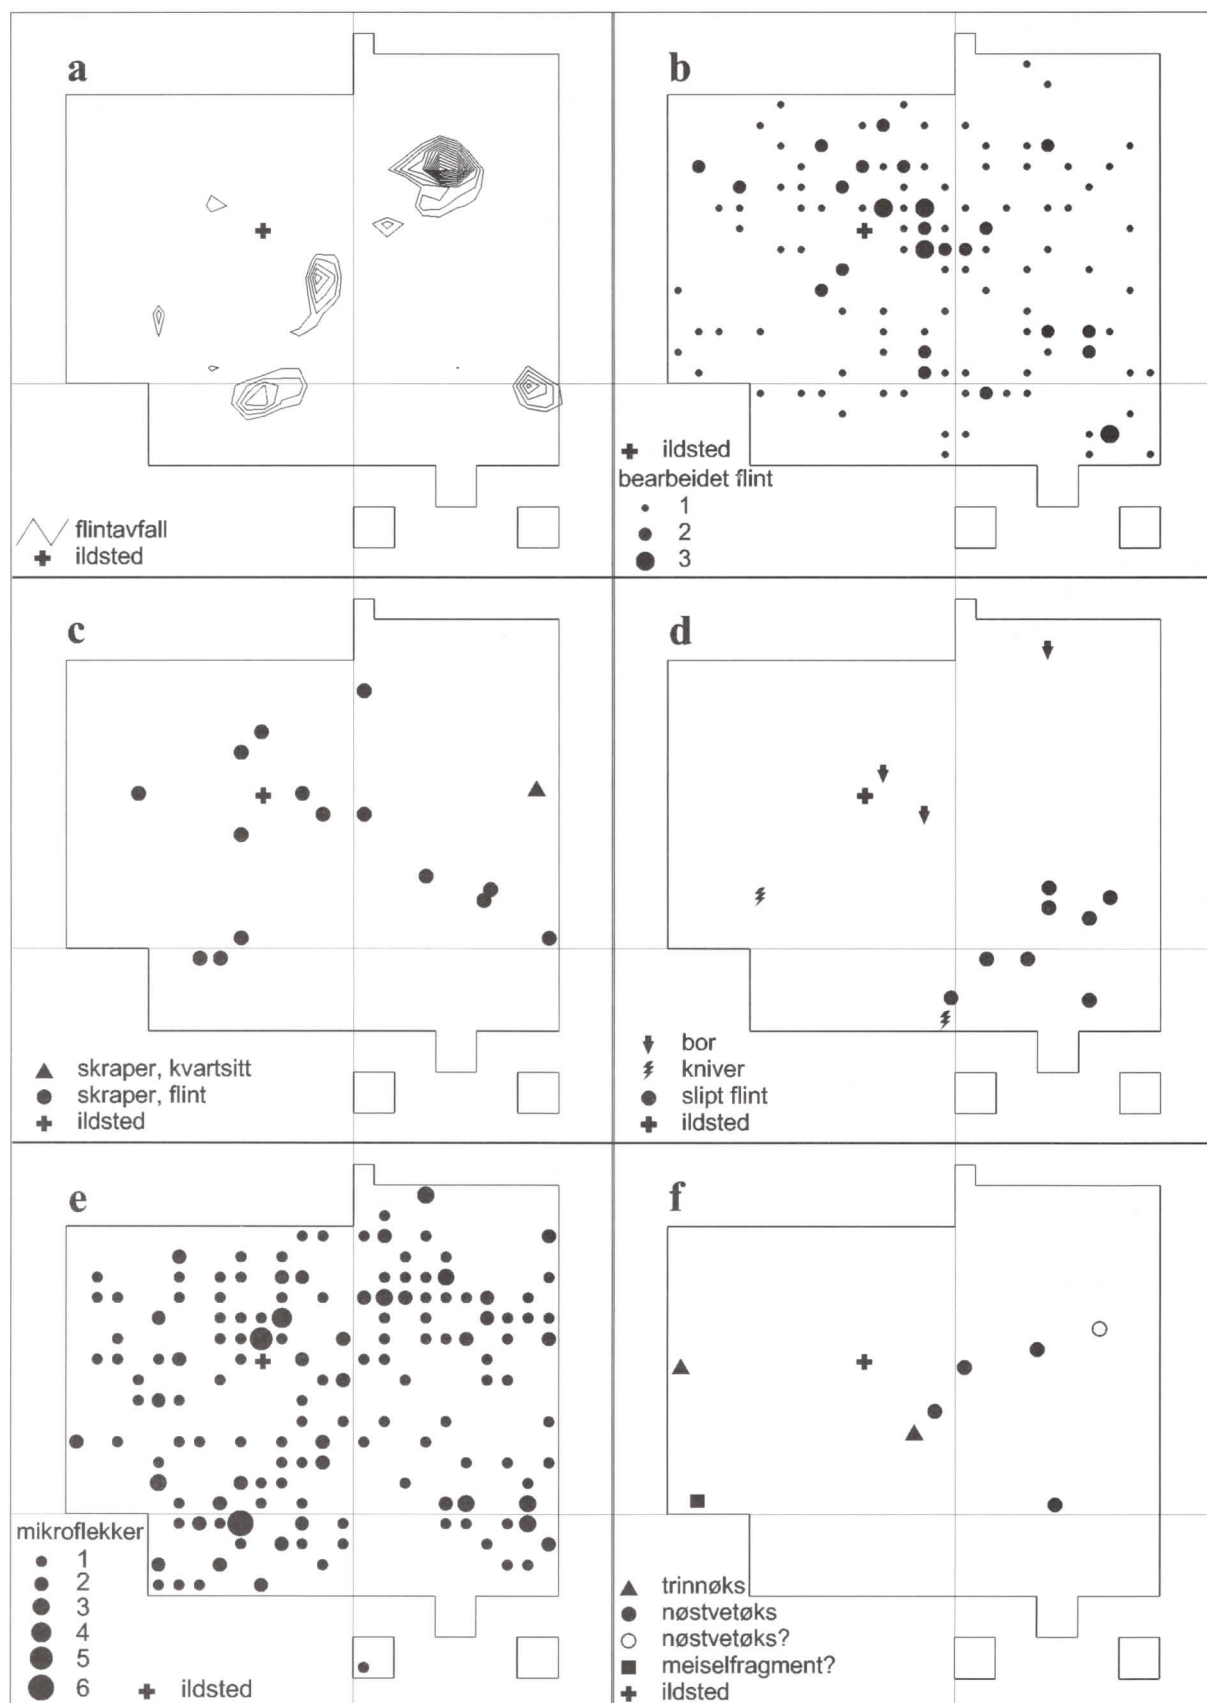 a
flintavfall
ildsted
b
ildsted
bearbeidet flint
1
2
3
c
skraper, kvartsitt
skraper, flint
ildsted
d
bor
kniver
slipt flint
ildsted
e
mikroflekker
1
2
3
4
5
6 ildsted
f
trinnøks
nøstvetøks
nøstvetøks?
meiselfragment?
ildsted